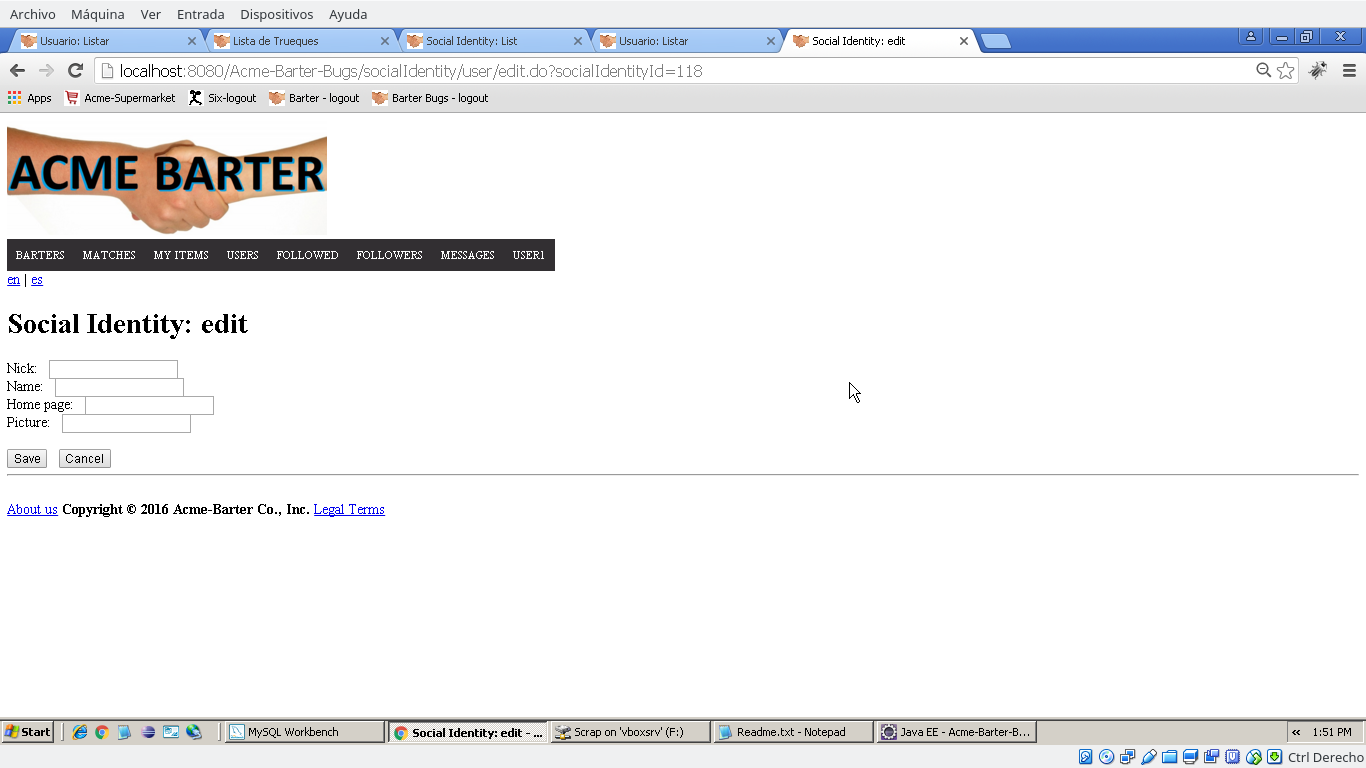 Archivo Máquina Ver Entrada Dispositivos Ayuda
Usuario: Listar Lista de Trueques Social Identity: List Usuario: Listar Social Identity: edit
localhost:8080/Acme-Barter-Bugs/socialIdentity/user/edit.do?socialIdentityId=118
Apps Acme-Supermarket Six-logout Barter - logout Barter Bugs - logout
ACME BARTER
BARTERS MATCHES MY ITEMS USERS FOLLOWED FOLLOWERS MESSAGES USER1
en | es
Social Identity: edit
Nick:
Name:
Home page:
Picture:
Save Cancel
About us Copyright © 2016 Acme-Barter Co., Inc. Legal Terms
Start MySQL Workbench Social Identity: edit - ... Scrap on 'vboxsrv' (F:) Readme.txt - Notepad Java EE - Acme-Barter-B... « 1:51 PM
Ctrl Derecho